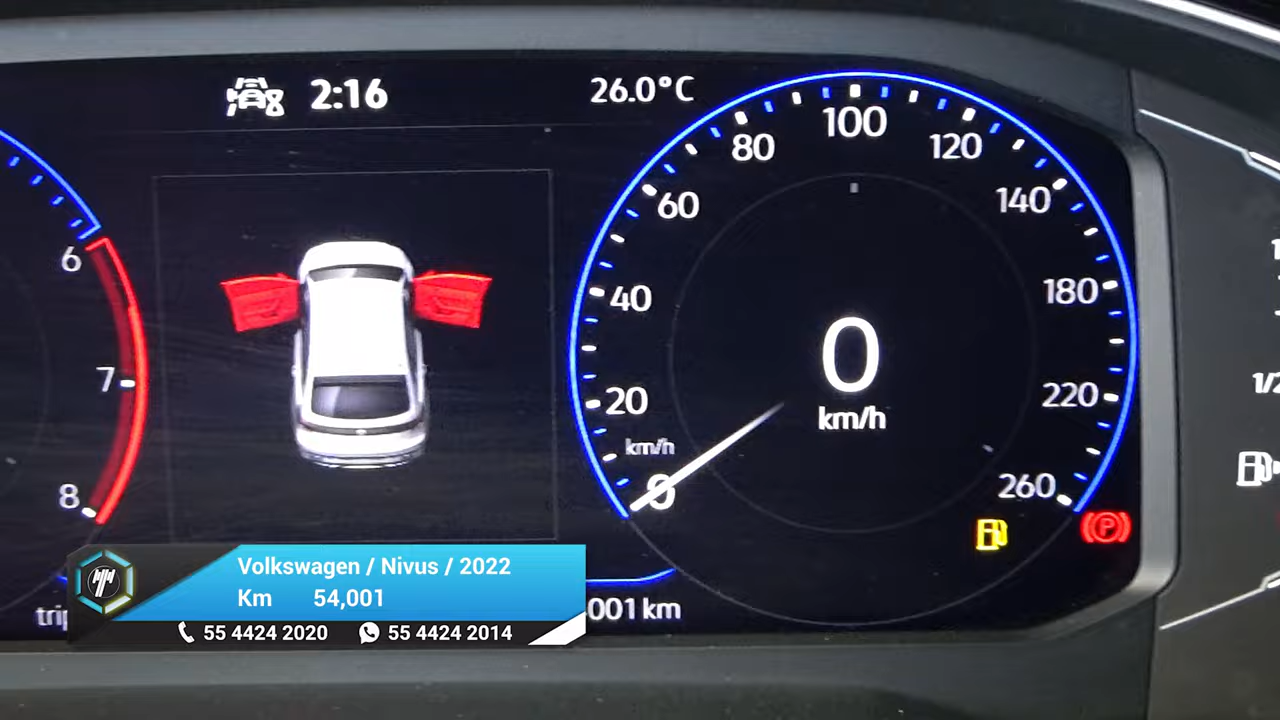 2:16
26.0°C
6
7
8
0
20
40
60
80
100
120
140
180
220
260
km/h
0
km/h
P
1/2
Volkswagen / Nivus / 2022
Km 54,001
55 4424 2020 55 4424 2014
trip
001 km